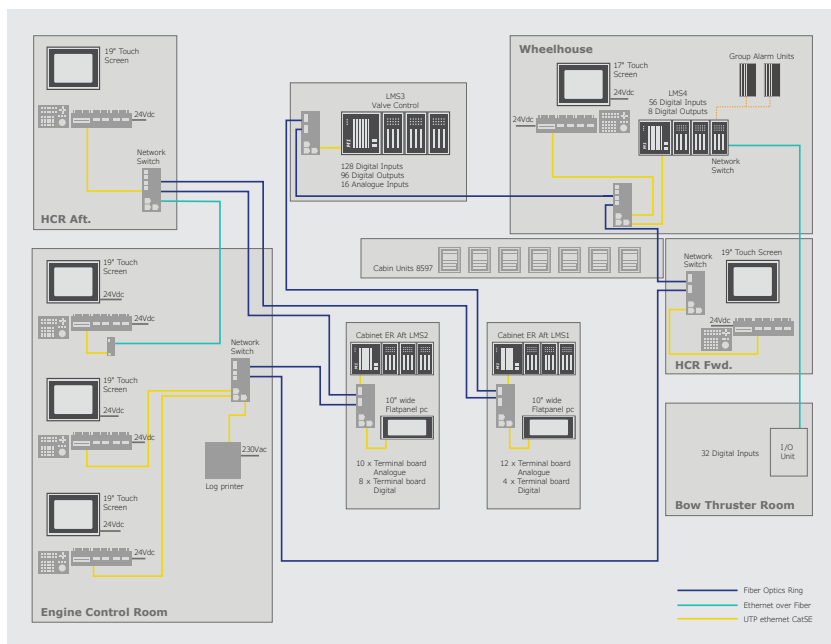 19" Touch
Screen
24Vdc
Network
Switch
HCR Aft.
LMS3
Valve Control
128 Digital Inputs
96 Digital Outputs
16 Analogue Inputs
Wheelhouse
17" Touch
Screen
24Vdc
24Vdc
Group Alarm Units
LMS4
56 Digital Inputs
8 Digital Outputs
Network
Switch
Cabin Units 8597
Network
Switch
19" Touch Screen
24Vdc
HCR Fwd.
19" Touch
Screen
24Vdc
24Vdc
Network
Switch
19" Touch
Screen
24Vdc
24Vdc
230Vac
Log printer
19" Touch
Screen
24Vdc
24Vdc
Engine Control Room
Cabinet ER Aft LMS2
10" wide
Flatpanel pc
10 x Terminal board
Analogue
8 x Terminal board
Digital
Cabinet ER Aft LMS1
10" wide
Flatpanel pc
12 x Terminal board
Analogue
4 x Terminal board
Digital
32 Digital Inputs
I/O
Unit
Bow Thruster Room
Fiber Optics Ring
Ethernet over Fiber
UTP ethernet Cat5E